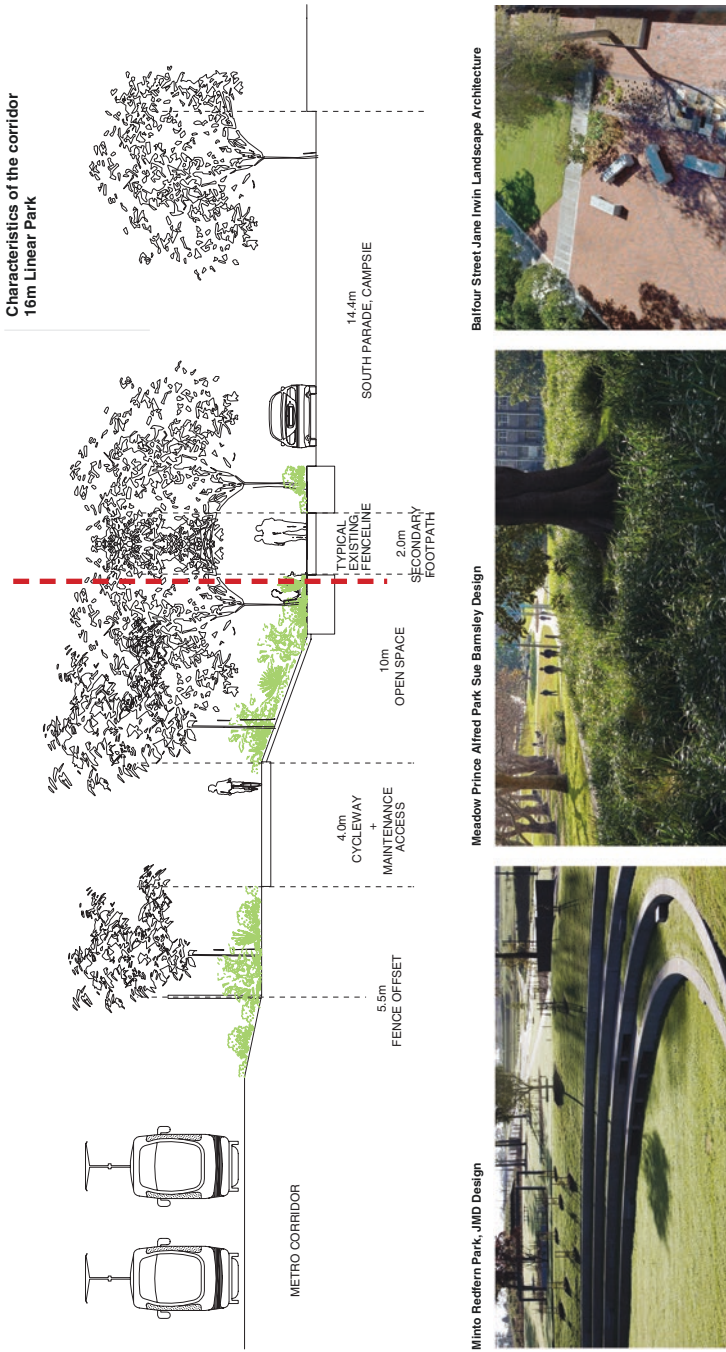 Characteristics of the corridor
16m Linear Park
METRO CORRIDOR
5.5m
FENCE OFFSET
4.0m
CYCLEWAY
+
MAINTENANCE
ACCESS
10m
OPEN SPACE
TYPICAL
EXISTING
FENCELINE
2.0m
SECONDARY
FOOTPATH
14.4m
SOUTH PARADE, CAMPSIE
Minto Redfern Park, JMD Design
Meadow Prince Alfred Park Sue Barnsley Design
Balfour Street Jane Irwin Landscape Architecture